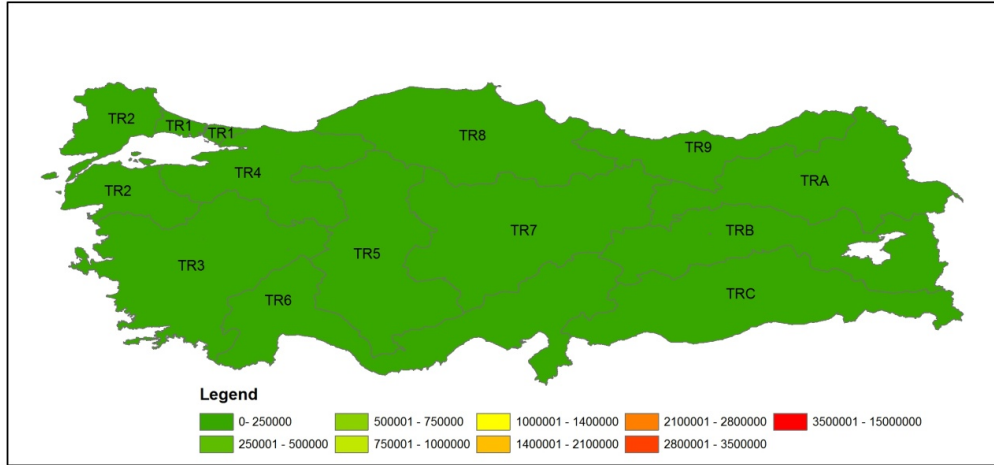 TR2
TR1
TR1
TR8
TR9
TR4
TRA
TR2
TR7
TRB
TR5
TR3
TR6
TRC
Legend
0- 250000
500001 - 750000
1000001 - 1400000
2100001 - 2800000
3500001 - 15000000
250001 - 500000
750001 - 1000000
1400001 - 2100000
2800001 - 3500000